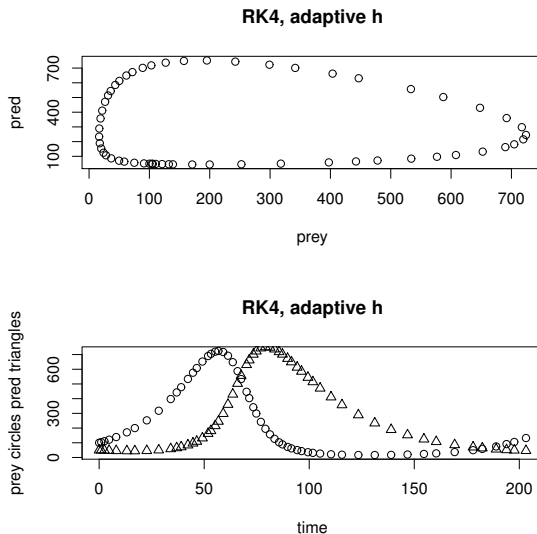 RK4, adaptive h
pred
100 400 700
0 100 200 300 400 500 600 700
prey
RK4, adaptive h
prey circles pred triangles
0 300 600
0 50 100 150 200
time